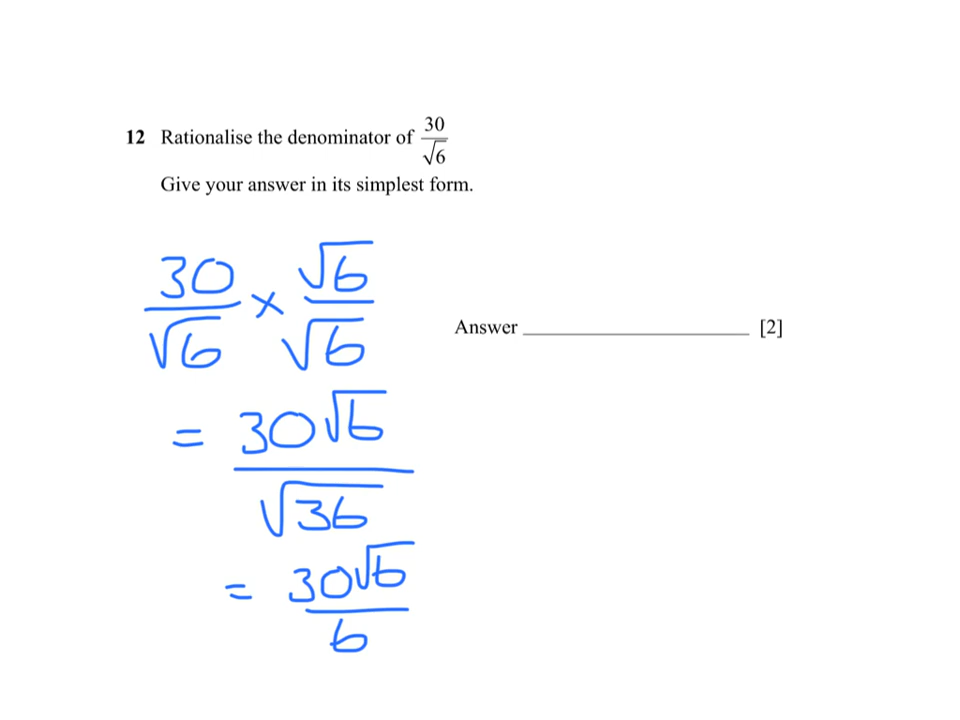 12 Rationalise the denominator of 30/√6
Give your answer in its simplest form.
30/√6 × √6/√6
Answer ____________________ [2]
= 30√6/√36
= 30√6/6